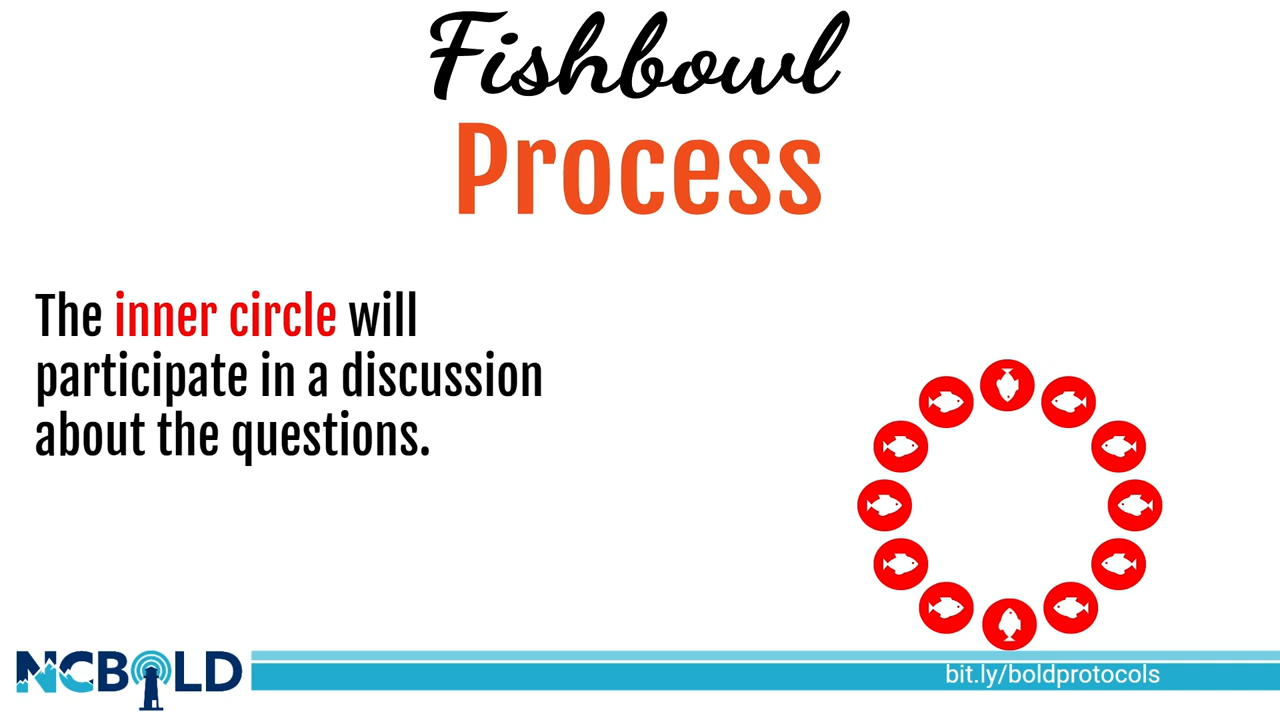 Fishbowl
Process
The inner circle will
participate in a discussion
about the questions.
NCBOLD
bit.ly/boldprotocols